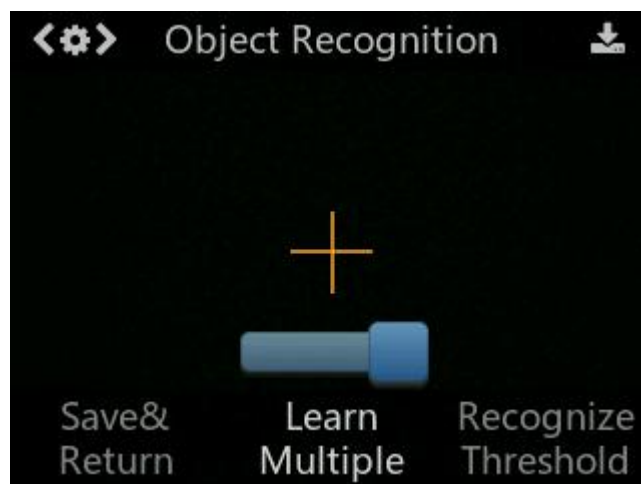 Object Recognition
Save&
Return
Learn
Multiple
Recognize
Threshold